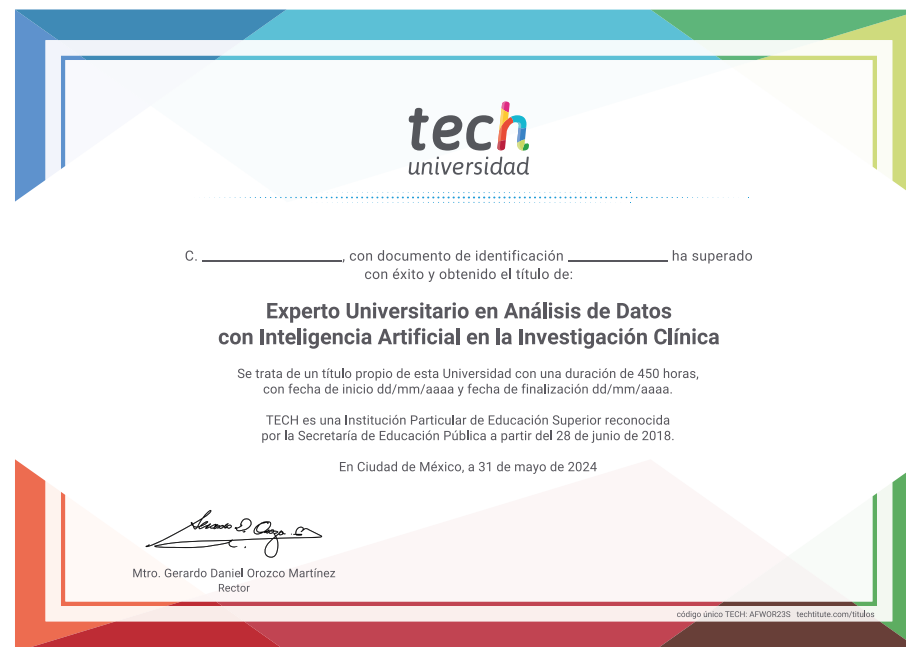 tech
universidad
C. ____________, con documento de identificación ____________ ha superado
con éxito y obtenido el título de:
Experto Universitario en Análisis de Datos
con Inteligencia Artificial en la Investigación Clínica
Se trata de un título propio de esta Universidad con una duración de 450 horas,
con fecha de inicio dd/mm/aaaa y fecha de finalización dd/mm/aaaa.
TECH es una Institución Particular de Educación Superior reconocida
por la Secretaría de Educación Pública a partir del 28 de junio de 2018.
En Ciudad de México, a 31 de mayo de 2024
Mtro. Gerardo Daniel Orozco Martínez
Rector
código único TECH: AFWOR23S techtitute.com/titulos